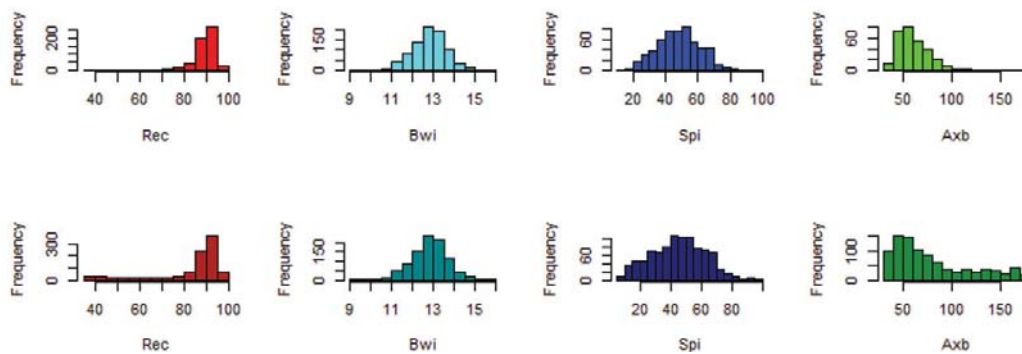 Frequency Frequency Frequency Frequency
200 150 60 60
0 0 0 0
40 60 80 100 9 11 13 15 20 40 60 80 100 50 100 150
Rec Bwi Spi Axb
Frequency Frequency Frequency Frequency
300 150 60 100
0 0 0 0
40 60 80 100 9 11 13 15 20 40 60 80 50 100 150
Rec Bwi Spi Axb